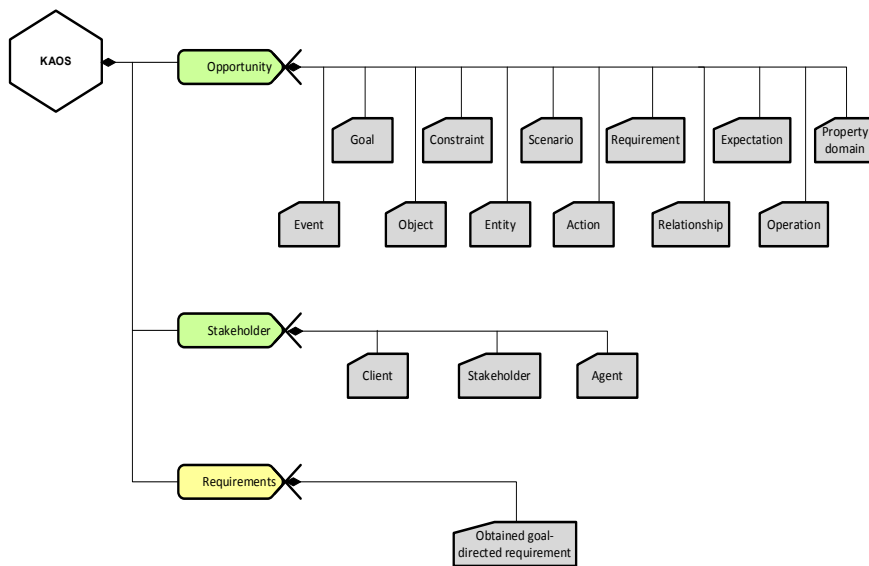 KAOS
Opportunity
Goal
Constraint
Scenario
Requirement
Expectation
Property
domain
Event
Object
Entity
Action
Relationship
Operation
Stakeholder
Client
Stakeholder
Agent
Requirements
Obtained goal-
directed requirement